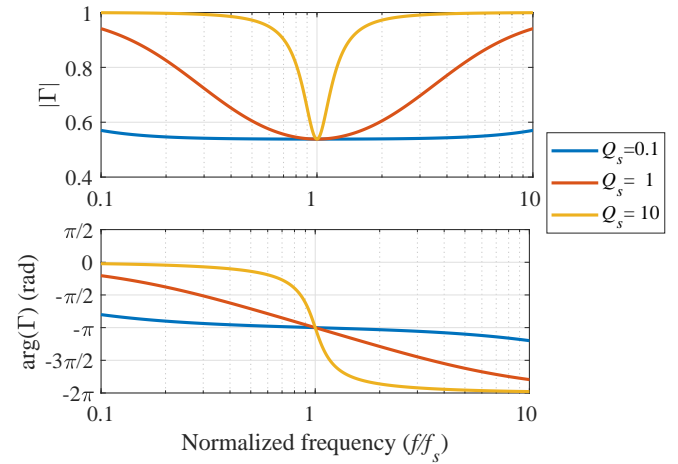 1
0.8
0.6
0.4
|Γ|
0.1
1
10
Q_s=0.1
Q_s= 1
Q_s= 10
π/2
0
-π/2
-π
-3π/2
-2π
arg(Γ) (rad)
0.1
1
10
Normalized frequency (f/f_s)